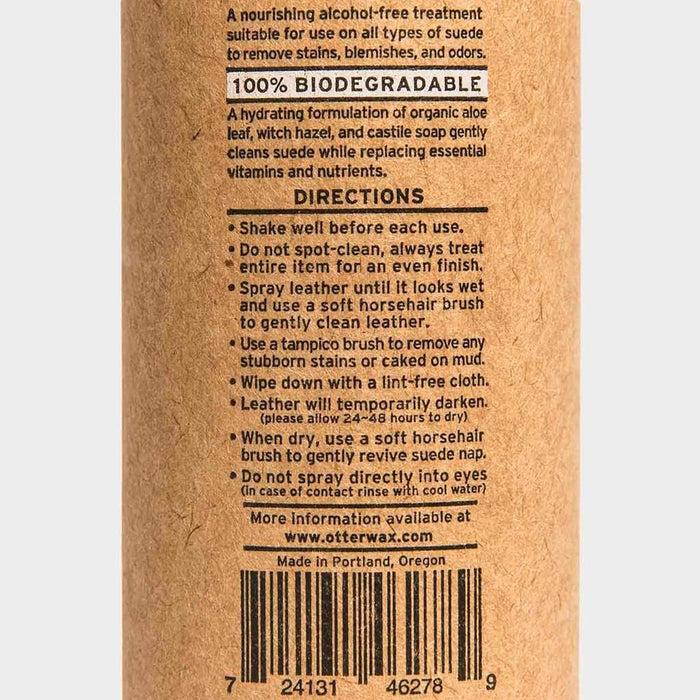 A nourishing alcohol-free treatment
suitable for use on all types of suede
to remove stains, blemishes, and odors.
100% BIODEGRADABLE
A hydrating formulation of organic aloe
leaf, witch hazel, and castile soap gently
cleans suede while replacing essential
vitamins and nutrients.
DIRECTIONS
• Shake well before each use.
• Do not spot-clean, always treat
entire item for an even finish.
• Spray leather until it looks wet
and use a soft horsehair brush
to gently clean leather.
• Use a tampico brush to remove any
stubborn stains or caked on mud.
• Wipe down with a lint-free cloth.
• Leather will temporarily darken.
(please allow 24~48 hours to dry)
• When dry, use a soft horsehair
brush to gently revive suede nap.
• Do not spray directly into eyes
(in case of contact rinse with cool water)
More information available at
www.otterwax.com
Made in Portland, Oregon
7 24131 46278 9